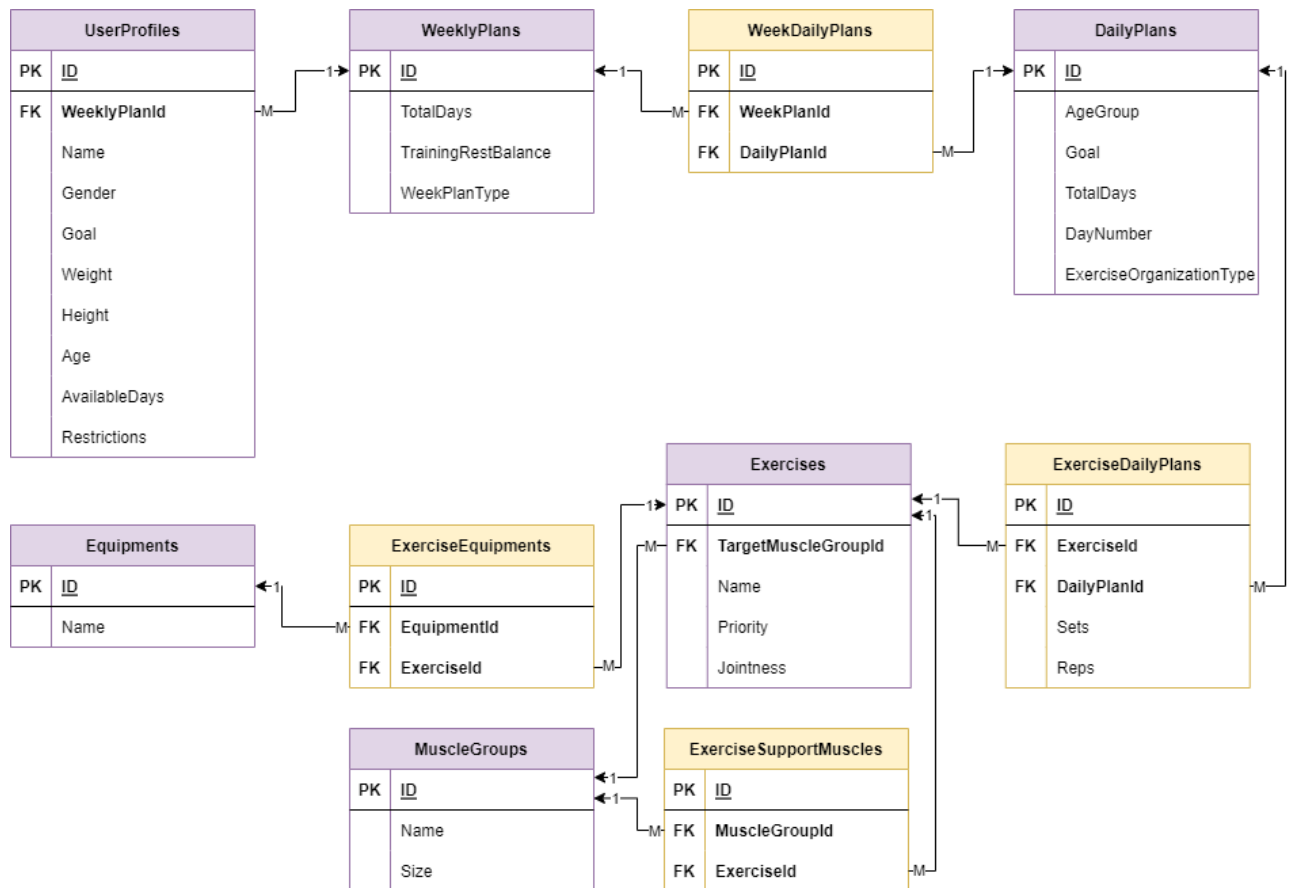 UserProfiles
PK ID
FK WeeklyPlanId
Name
Gender
Goal
Weight
Height
Age
AvailableDays
Restrictions
M
1
WeeklyPlans
PK ID
TotalDays
TrainingRestBalance
WeekPlanType
1
M
WeekDailyPlans
PK ID
FK WeekPlanId
FK DailyPlanId
M
1
DailyPlans
PK ID
AgeGroup
Goal
TotalDays
DayNumber
ExerciseOrganizationType
1
Equipments
PK ID
Name
1
M
ExerciseEquipments
PK ID
FK EquipmentId
FK ExerciseId
M
1
Exercises
PK ID
FK TargetMuscleGroupId
Name
Priority
Jointness
M
1
1
M
ExerciseDailyPlans
PK ID
FK ExerciseId
FK DailyPlanId
Sets
Reps
M
MuscleGroups
PK ID
Name
Size
1
1
M
ExerciseSupportMuscles
PK ID
FK MuscleGroupId
FK ExerciseId
M